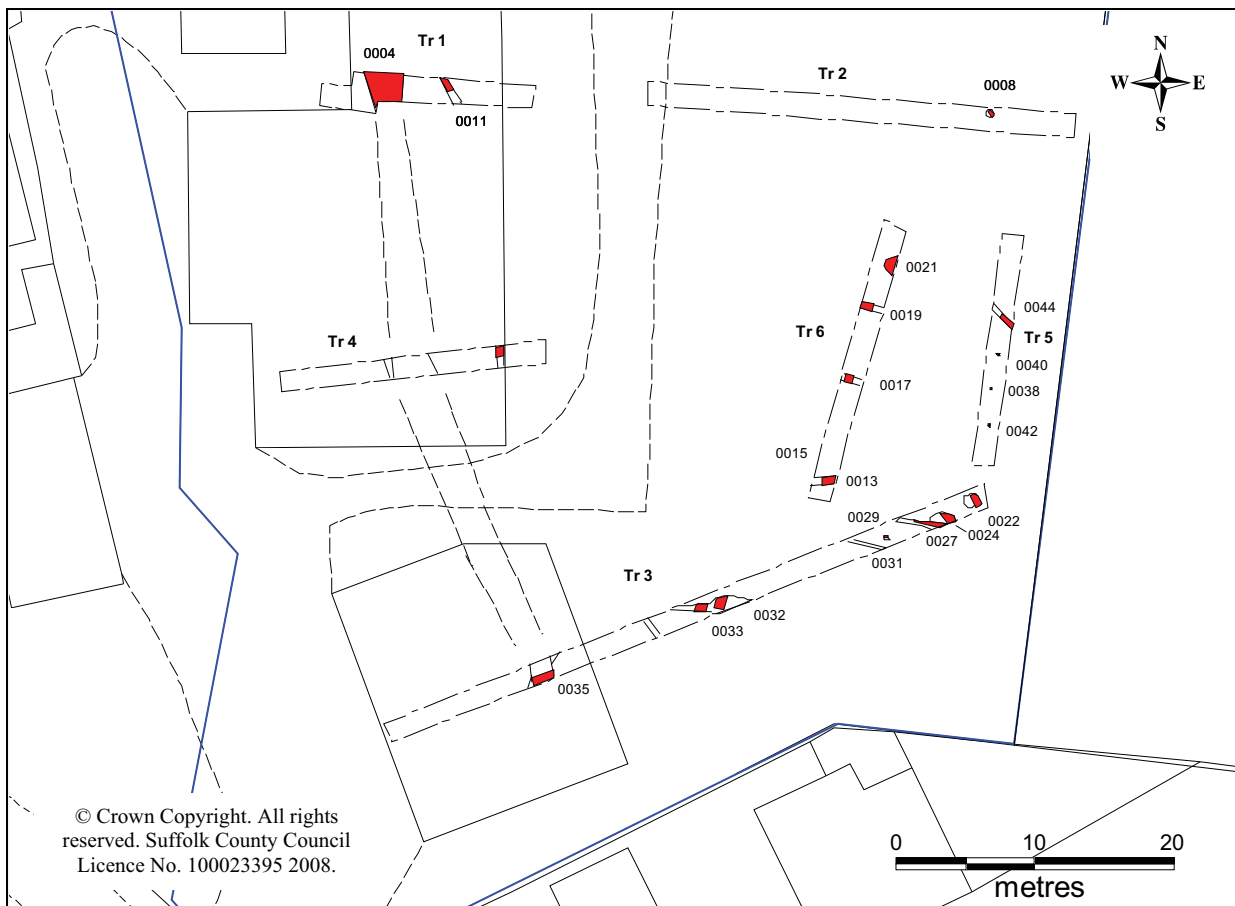 Tr 1
0004
0011
Tr 2
0008
N
W E
S
Tr 4
Tr 6
0021
0019
0017
0015
0013
0044
Tr 5
0040
0038
0042
0029
0022
0024
0027
0031
Tr 3
0032
0033
0035
© Crown Copyright. All rights
reserved. Suffolk County Council
Licence No. 100023395 2008.
0 10 20
metres